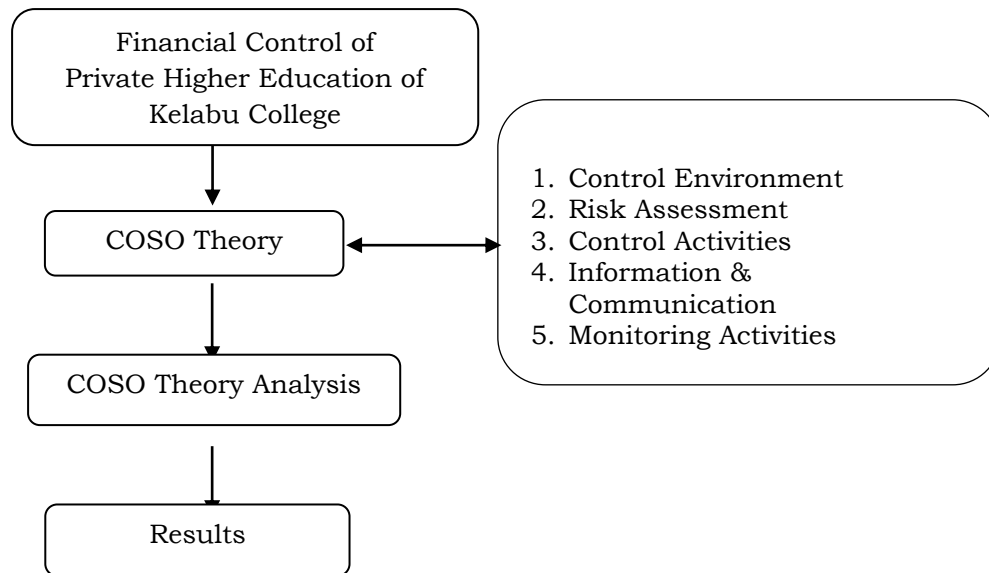 Financial Control of
Private Higher Education of
Kelabu College
COSO Theory
1. Control Environment
2. Risk Assessment
3. Control Activities
4. Information &
Communication
5. Monitoring Activities
COSO Theory Analysis
Results